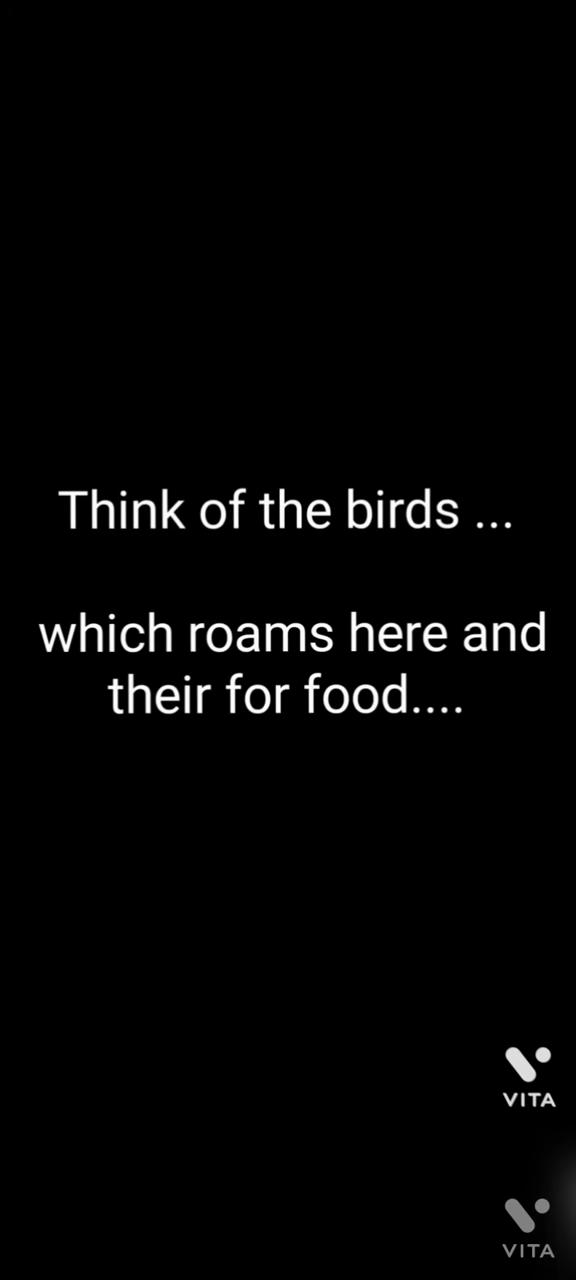 Think of the birds ...
which roams here and
their for food....
VITA
VITA